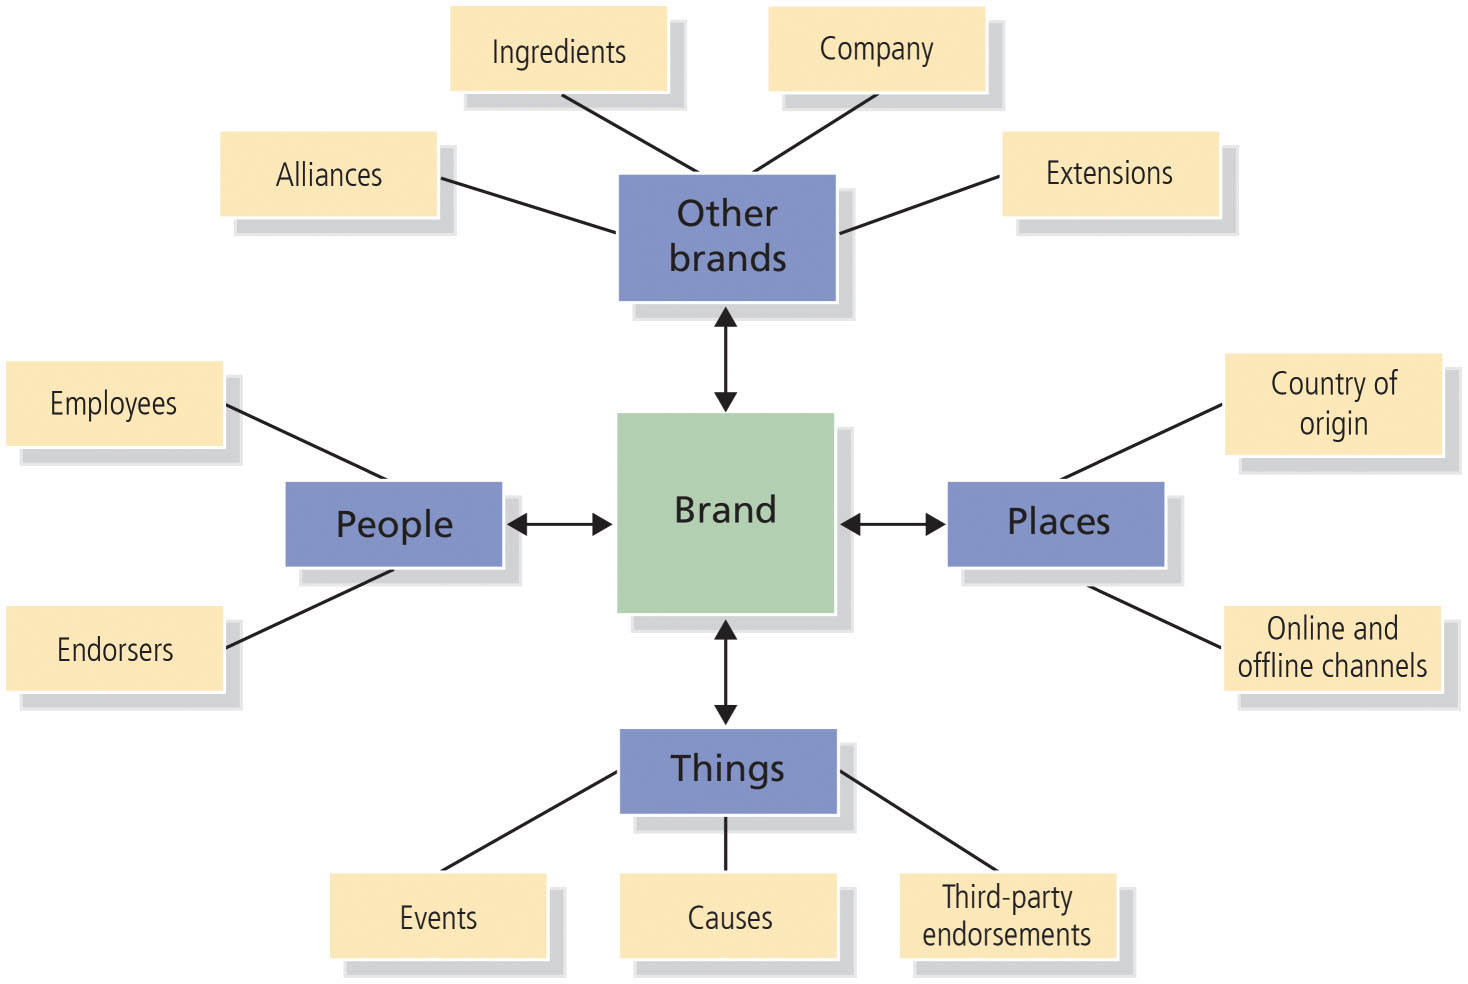 Ingredients
Company
Alliances
Extensions
Other
brands
Employees
Country of
origin
People
Brand
Places
Endorsers
Online and
offline channels
Things
Events
Causes
Third-party
endorsements